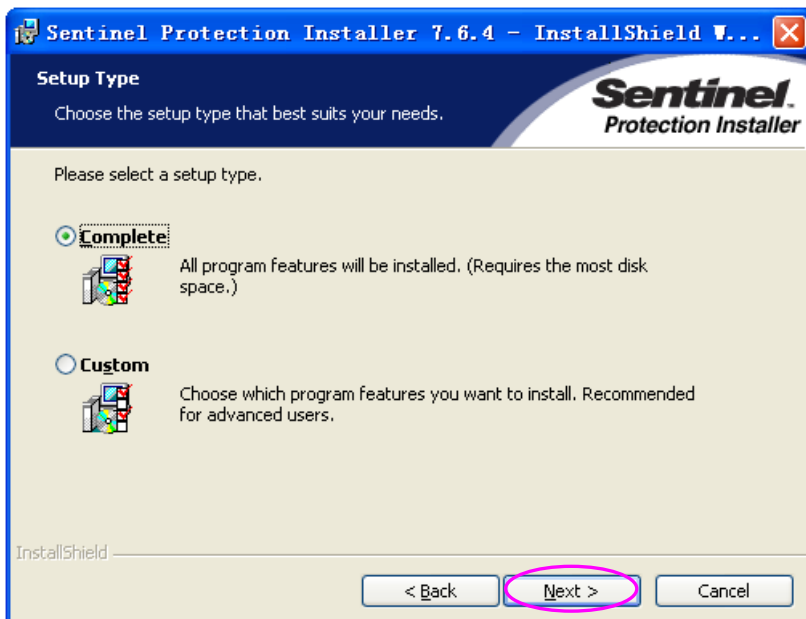 Sentinel Protection Installer 7.6.4 - InstallShield W...
Setup Type
Choose the setup type that best suits your needs.
Sentinel™
Protection Installer
Please select a setup type.
Complete
All program features will be installed. (Requires the most disk
space.)
Custom
Choose which program features you want to install. Recommended
for advanced users.
InstallShield
< Back
Next >
Cancel